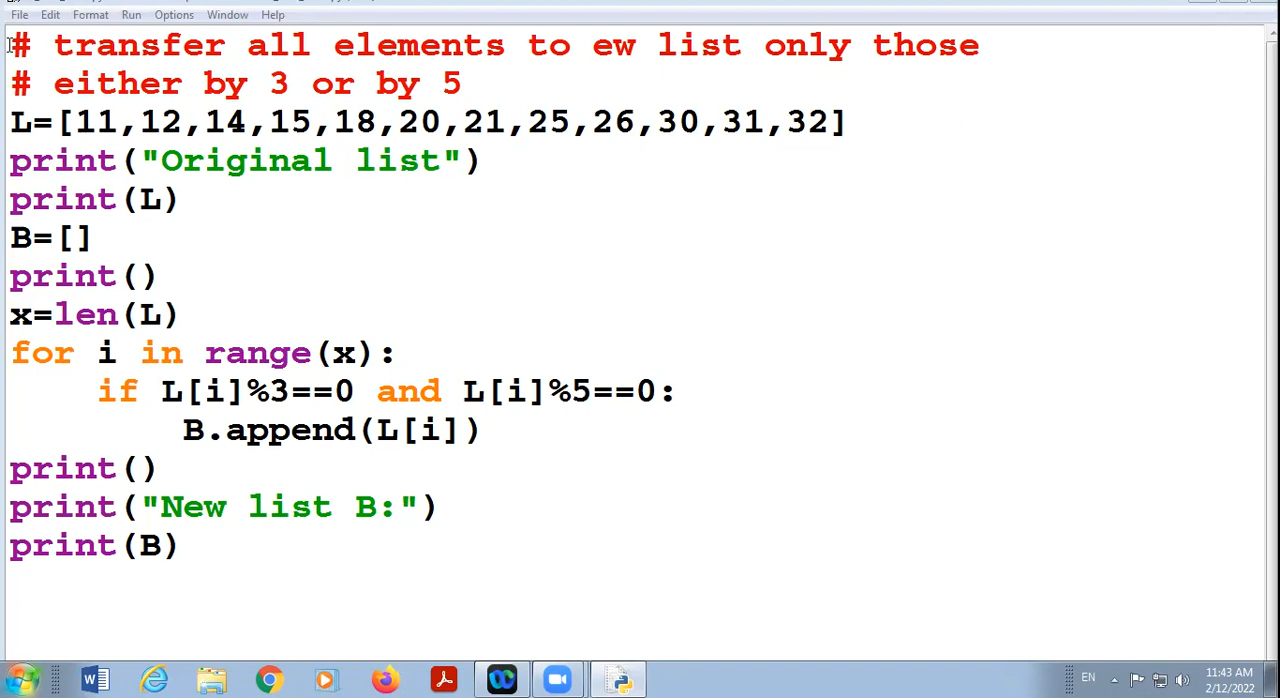 File Edit Format Run Options Window Help
# transfer all elements to ew list only those
# either by 3 or by 5
L=[11,12,14,15,18,20,21,25,26,30,31,32]
print("Original list")
print(L)
B=[]
print()
x=len(L)
for i in range(x):
    if L[i]%3==0 and L[i]%5==0:
        B.append(L[i])
print()
print("New list B:")
print(B)
EN
11:43 AM
2/12/2022